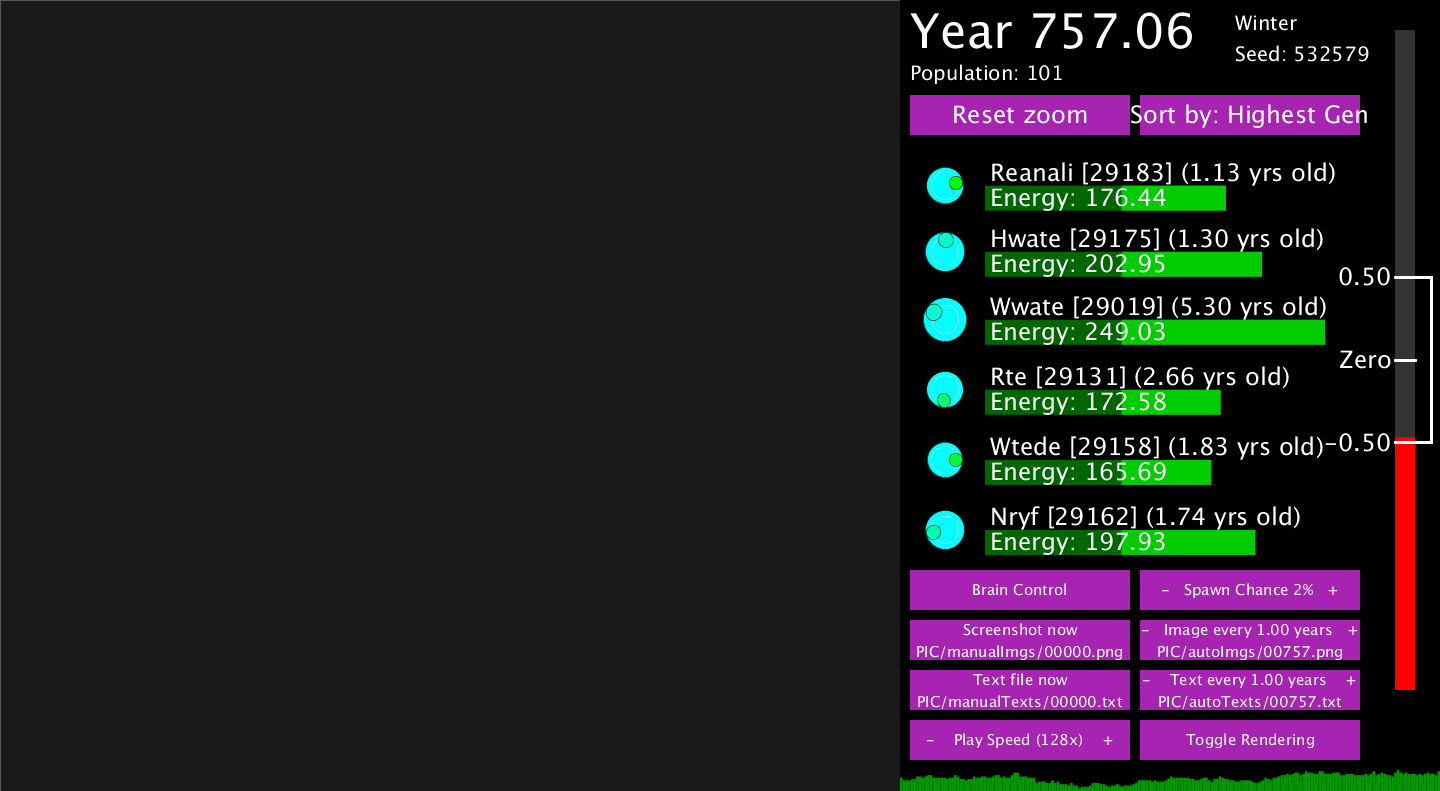 Year 757.06
Winter
Seed: 532579
Population: 101
Reset zoom
Sort by: Highest Gen
Reanali [29183] (1.13 yrs old)
Energy: 176.44
Hwate [29175] (1.30 yrs old)
Energy: 202.95
0.50
Wwate [29019] (5.30 yrs old)
Energy: 249.03
Zero
Rte [29131] (2.66 yrs old)
Energy: 172.58
Wtede [29158] (1.83 yrs old)
-0.50
Energy: 165.69
Nryf [29162] (1.74 yrs old)
Energy: 197.93
Brain Control
- Spawn Chance 2% +
Screenshot now
PIC/manualImgs/00000.png
- Image every 1.00 years +
PIC/autoImgs/00757.png
Text file now
PIC/manualTexts/00000.txt
- Text every 1.00 years +
PIC/autoTexts/00757.txt
- Play Speed (128x) +
Toggle Rendering